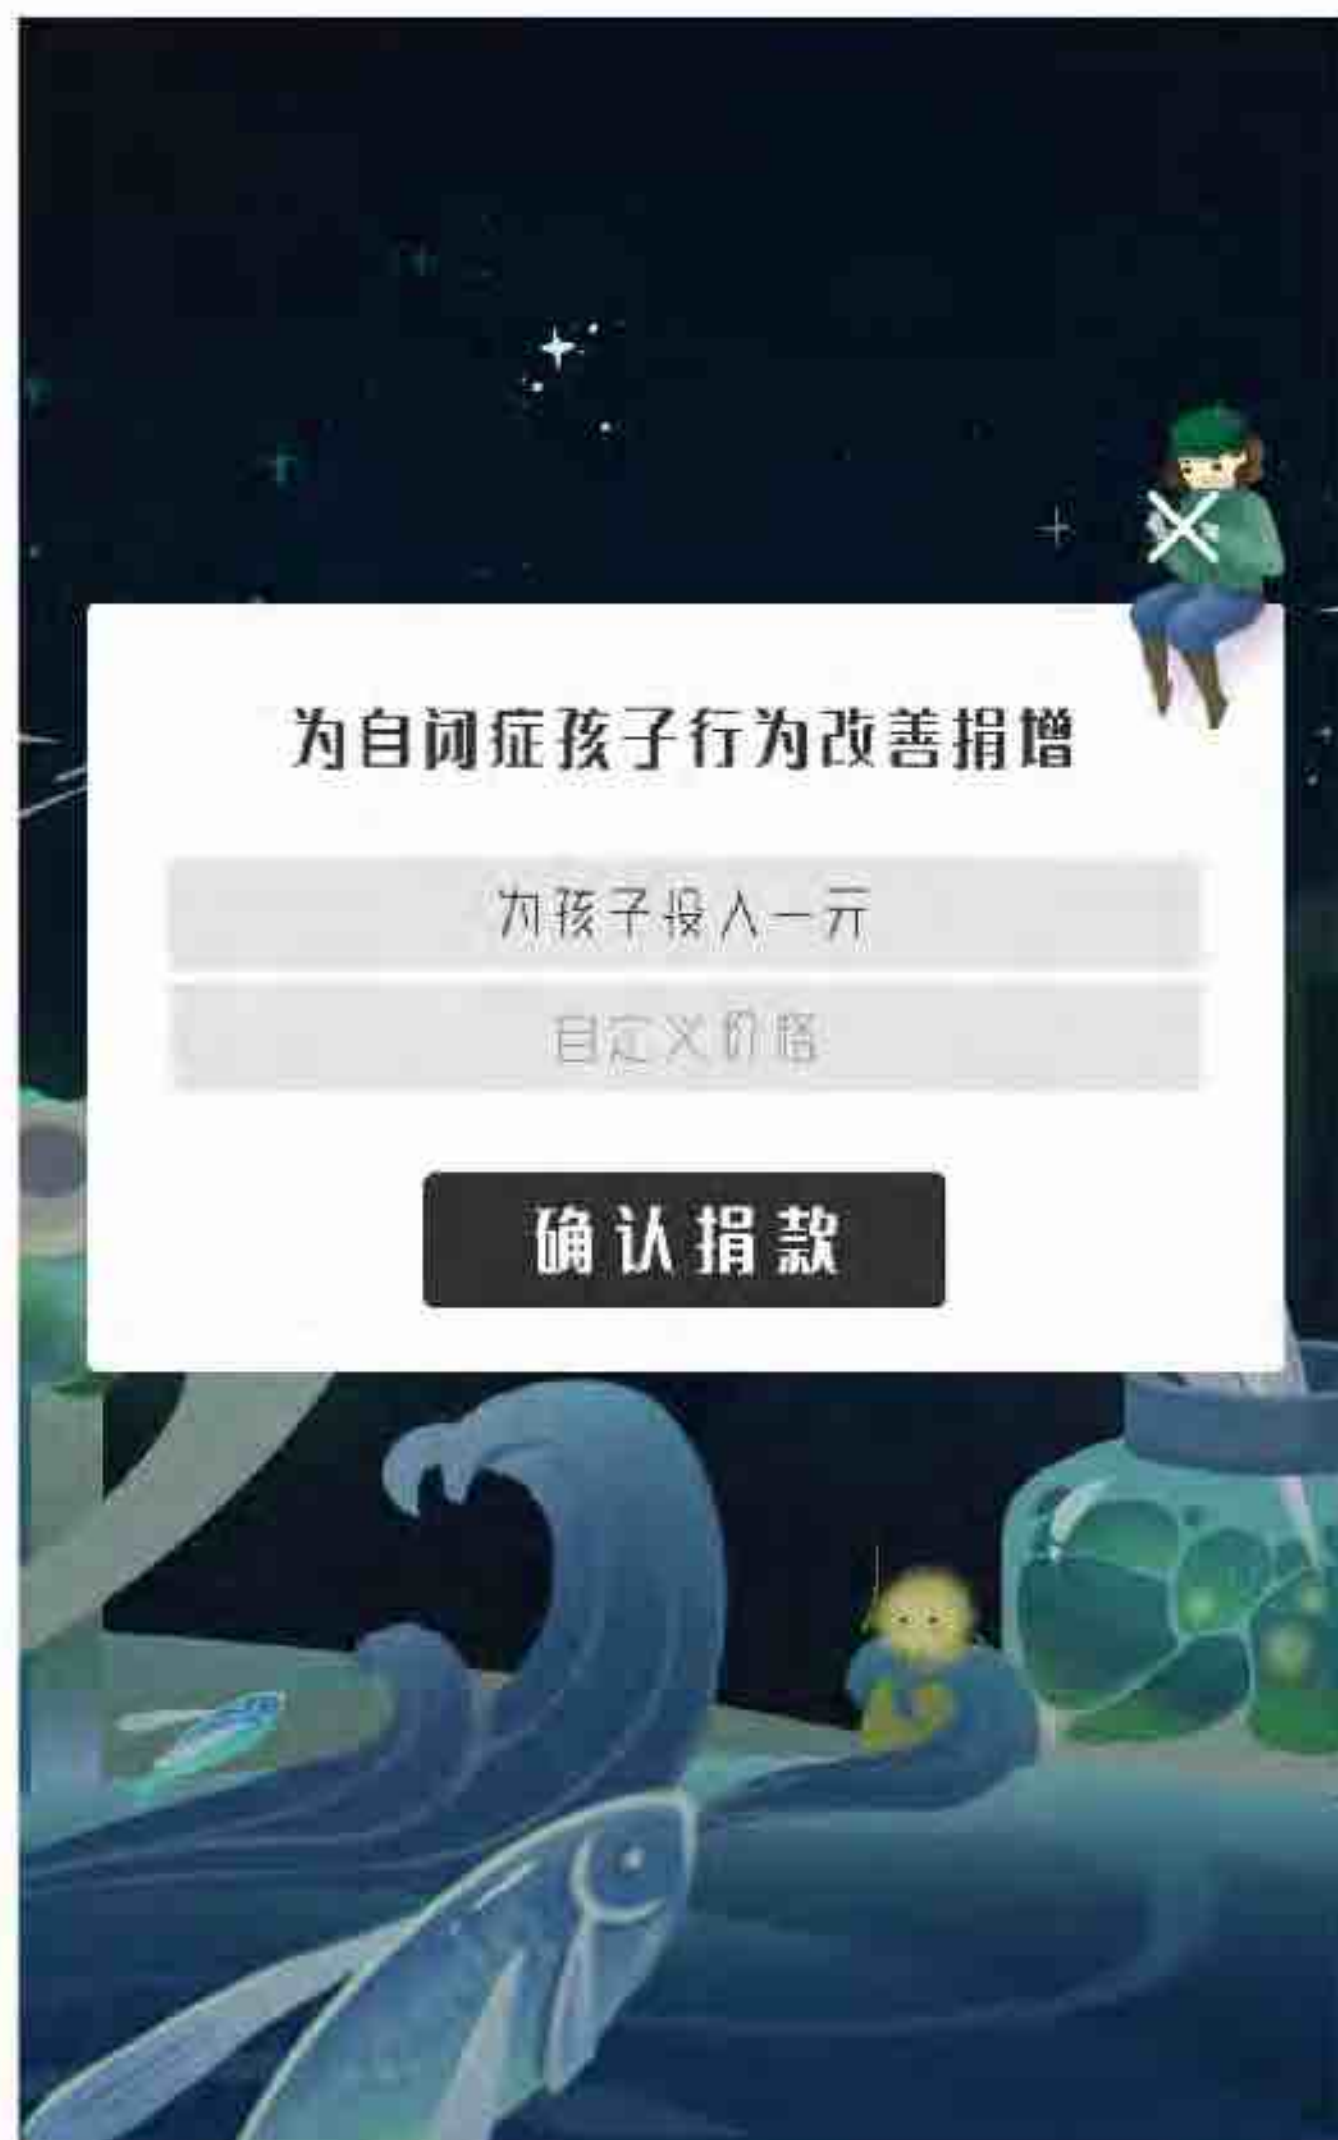 为自闭症孩子行为改善捐增
为孩子投入一元
自定义价格
确认捐款